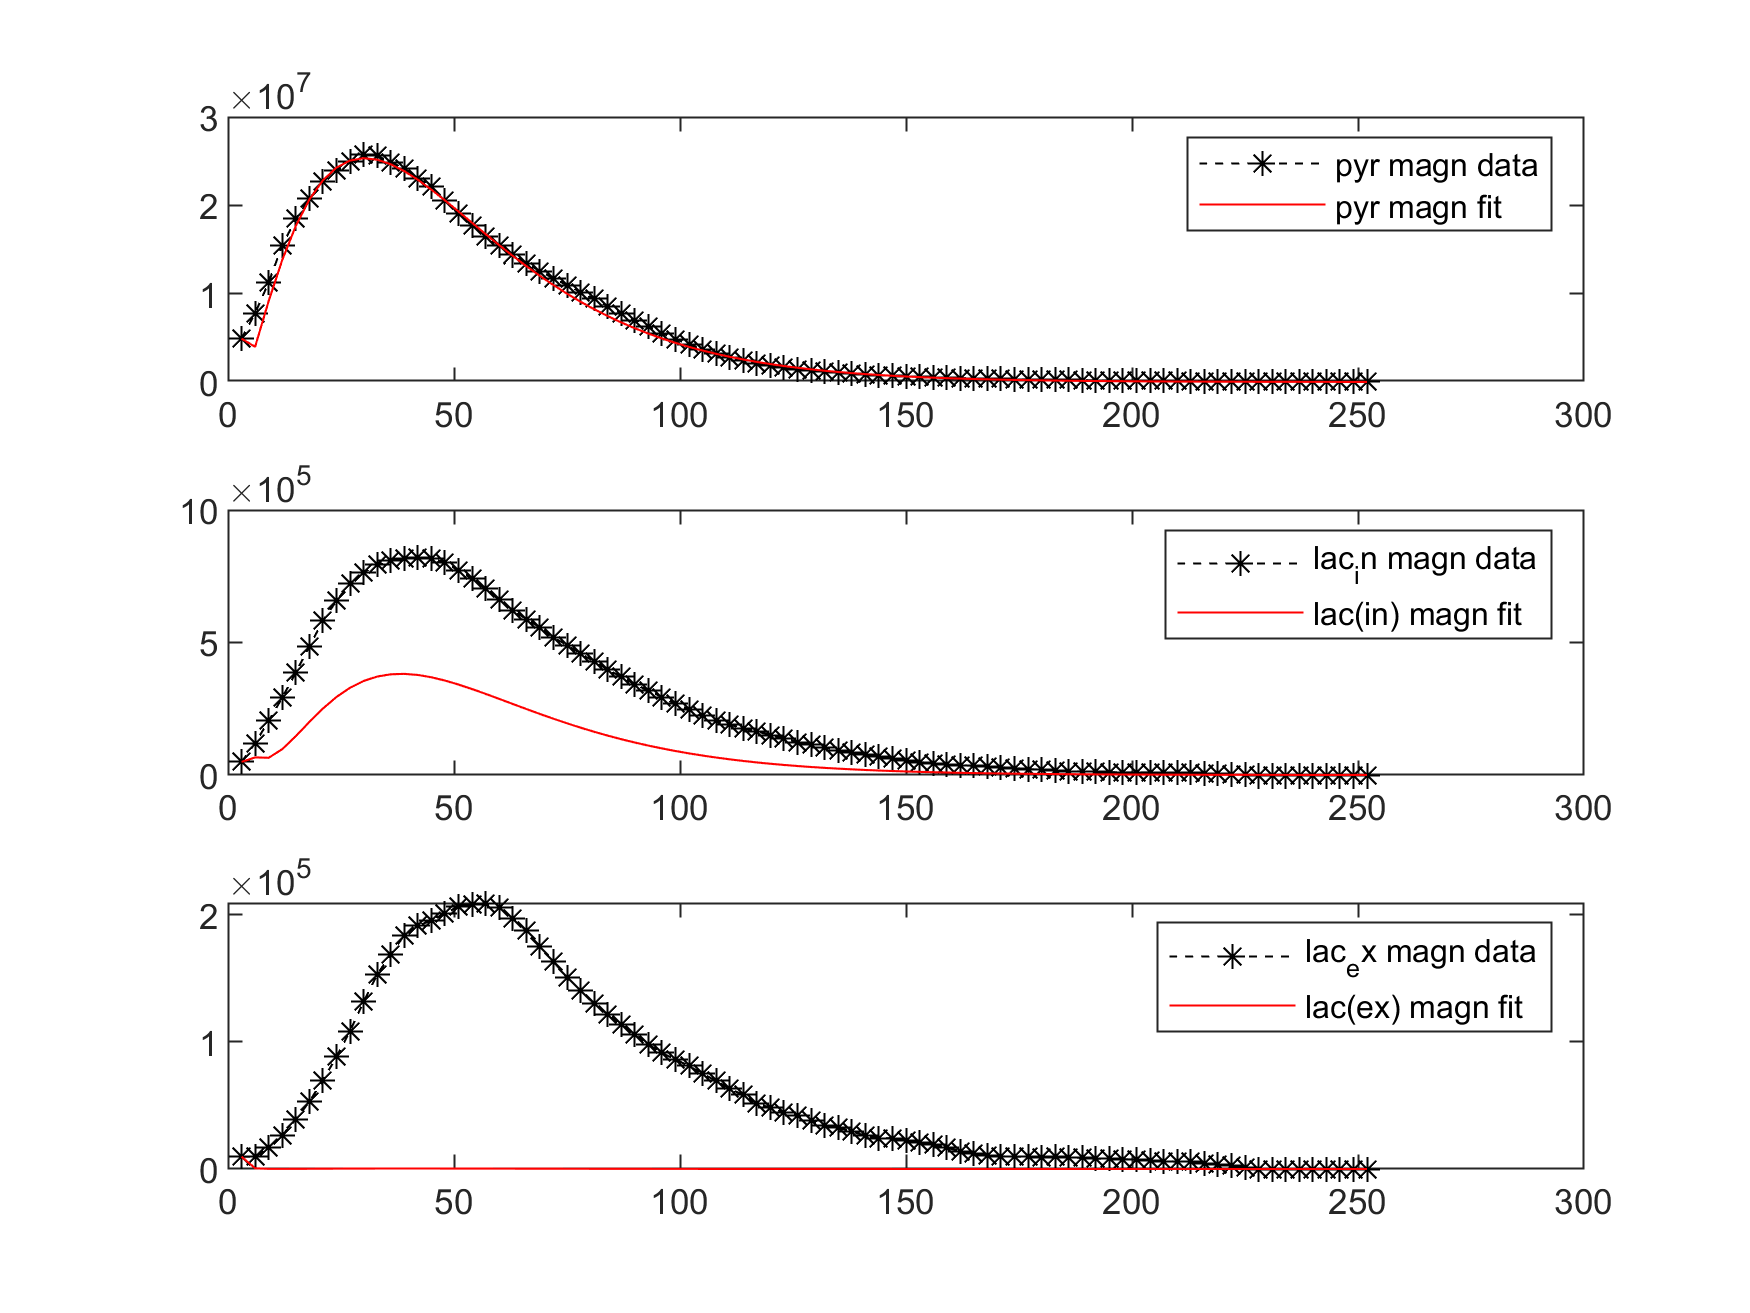 ×10^7
3
2
1
0
pyr magn data
pyr magn fit
0 50 100 150 200 250 300
×10^5
10
5
0
lac_in magn data
lac(in) magn fit
0 50 100 150 200 250 300
×10^5
2
1
0
lac_ex magn data
lac(ex) magn fit
0 50 100 150 200 250 300